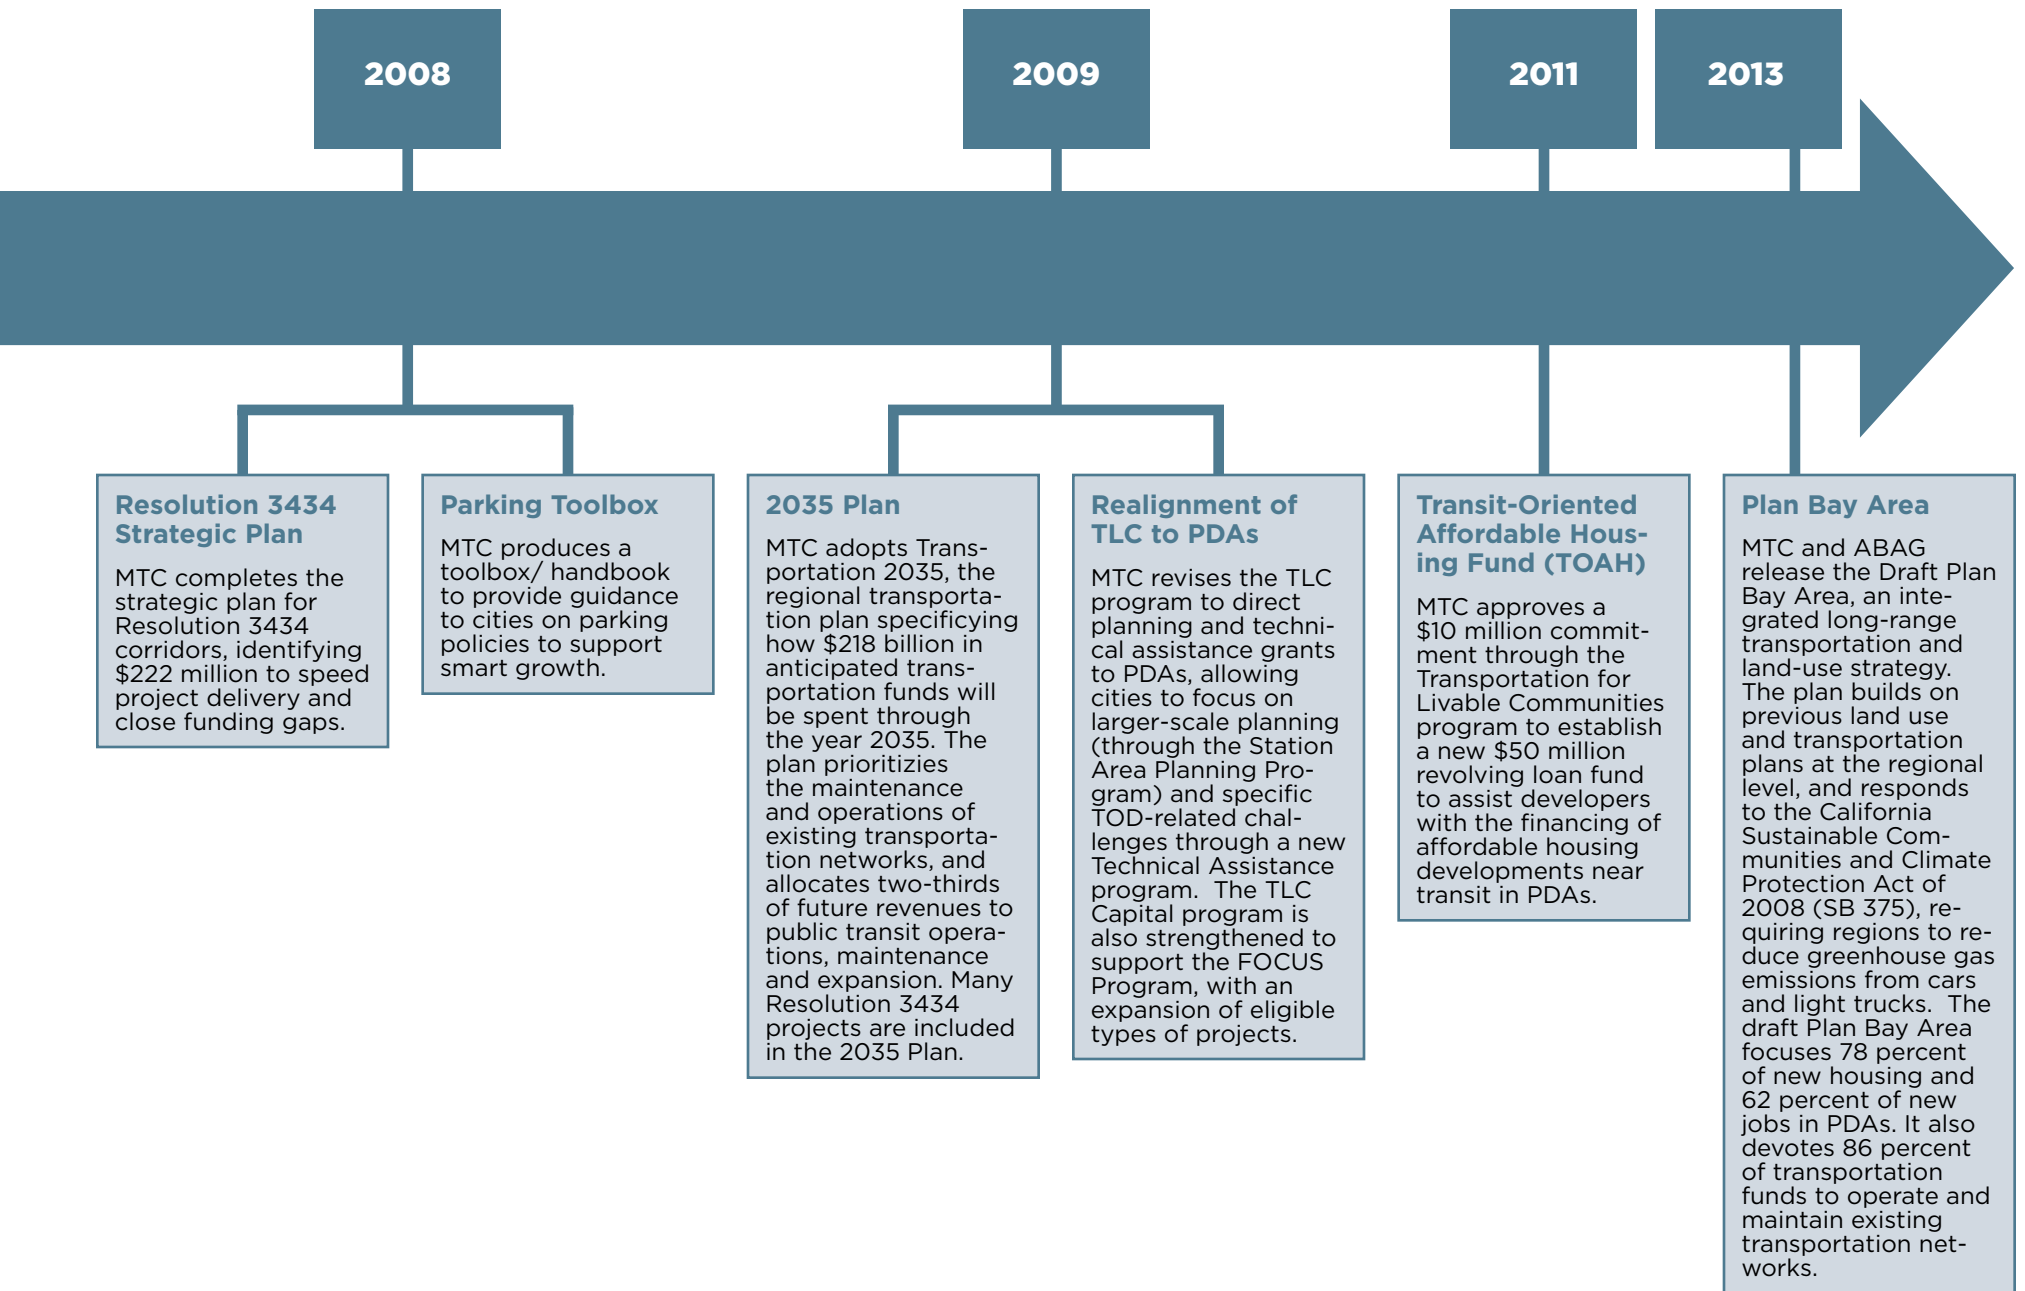 2008
2009
2011
2013
Resolution 3434
Strategic Plan
MTC completes the
strategic plan for
Resolution 3434
corridors, identifying
$222 million to speed
project delivery and
close funding gaps.
Parking Toolbox
MTC produces a
toolbox/ handbook
to provide guidance
to cities on parking
policies to support
smart growth.
2035 Plan
MTC adopts Trans-
portation 2035, the
regional transporta-
tion plan specificying
how $218 billion in
anticipated trans-
portation funds will
be spent through
the year 2035. The
plan prioritizies
the maintenance
and operations of
existing transporta-
tion networks, and
allocates two-thirds
of future revenues to
public transit opera-
tions, maintenance
and expansion. Many
Resolution 3434
projects are included
in the 2035 Plan.
Realignment of
TLC to PDAs
MTC revises the TLC
program to direct
planning and techni-
cal assistance grants
to PDAs, allowing
cities to focus on
larger-scale planning
(through the Station
Area Planning Pro-
gram) and specific
TOD-related chal-
lenges through a new
Technical Assistance
program.  The TLC
Capital program is
also strengthened to
support the FOCUS
Program, with an
expansion of eligible
types of projects.
Transit-Oriented
Affordable Hous-
ing Fund (TOAH)
MTC approves a
$10 million commit-
ment through the
Transportation for
Livable Communities
program to establish
a new $50 million
revolving loan fund
to assist developers
with the financing of
affordable housing
developments near
transit in PDAs.
Plan Bay Area
MTC and ABAG
release the Draft Plan
Bay Area, an inte-
grated long-range
transportation and
land-use strategy.
The plan builds on
previous land use
and transportation
plans at the regional
level, and responds
to the California
Sustainable Com-
munities and Climate
Protection Act of
2008 (SB 375), re-
quiring regions to re-
duce greenhouse gas
emissions from cars
and light trucks.  The
draft Plan Bay Area
focuses 78 percent
of new housing and
62 percent of new
jobs in PDAs. It also
devotes 86 percent
of transportation
funds to operate and
maintain existing
transportation net-
works.